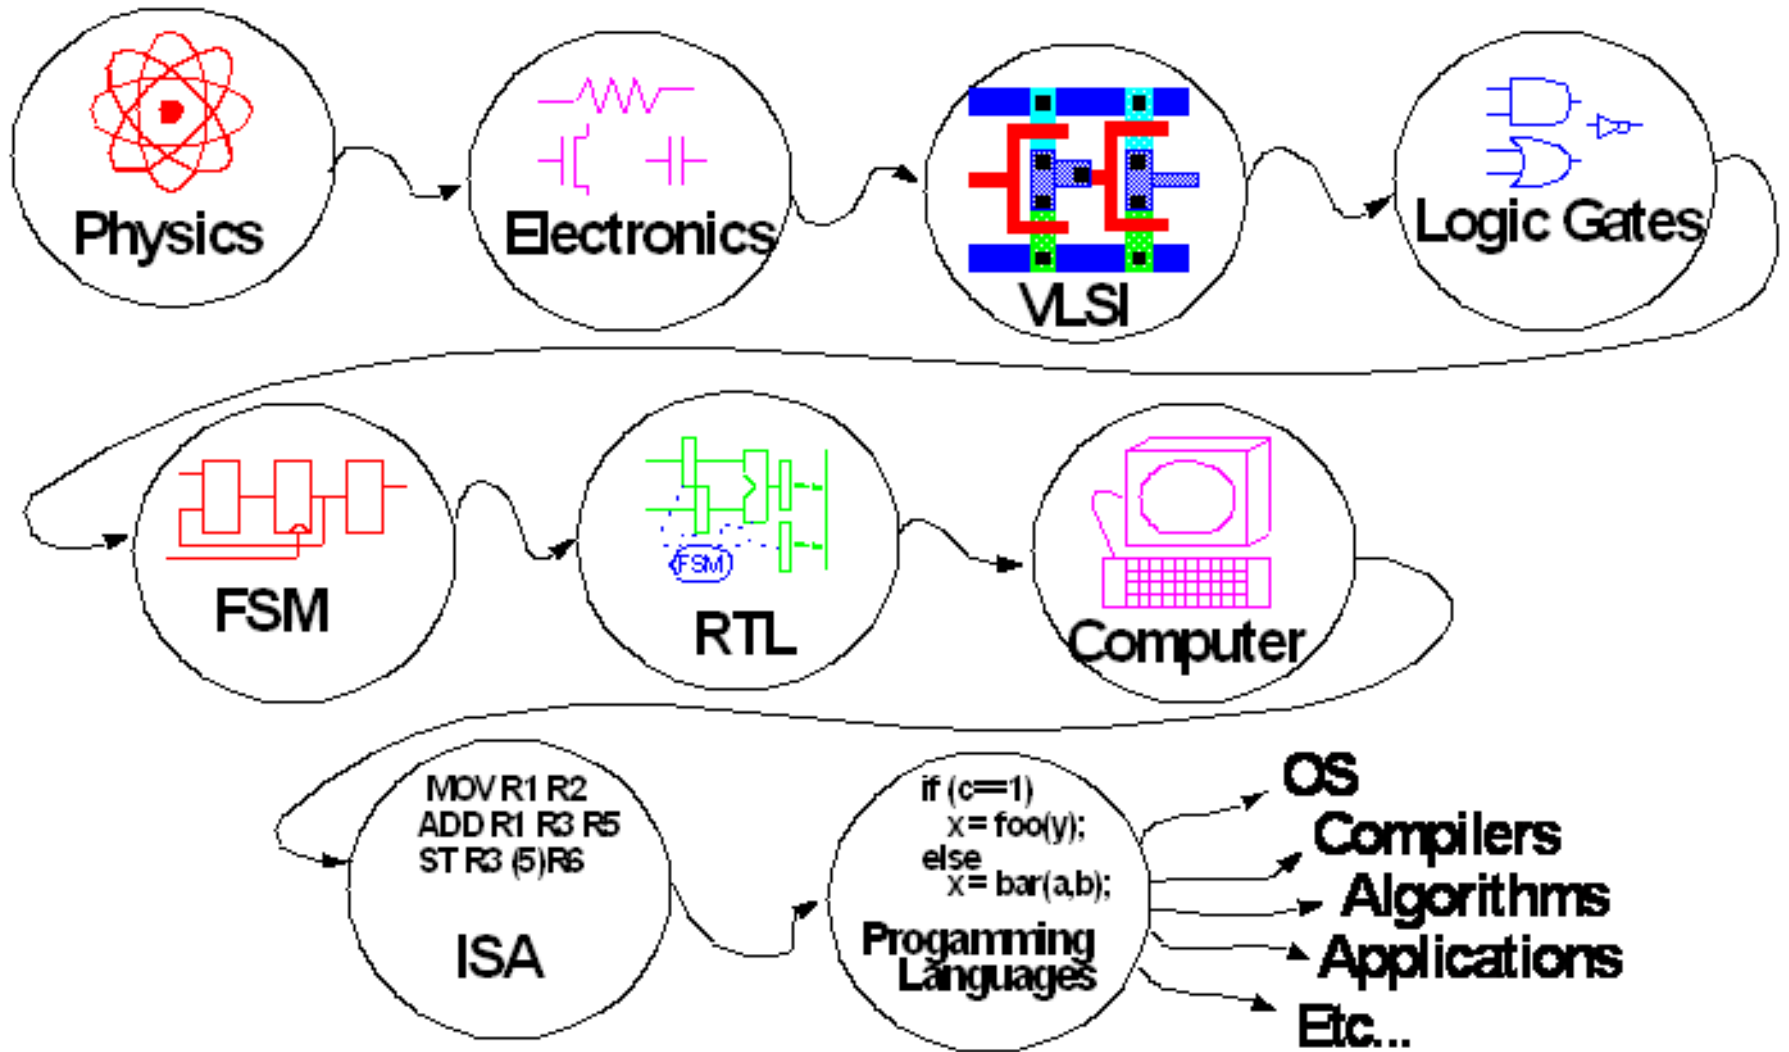 Physics
Electronics
VLSI
Logic Gates
FSM
FSM
RTL
Computer
MOV R1 R2
ADD R1 R3 R5
ST R3 (5)R6
ISA
if (c==1)
x = foo(y);
else
x = bar(a,b);
Progamming
Languages
OS
Compilers
Algorithms
Applications
Etc...